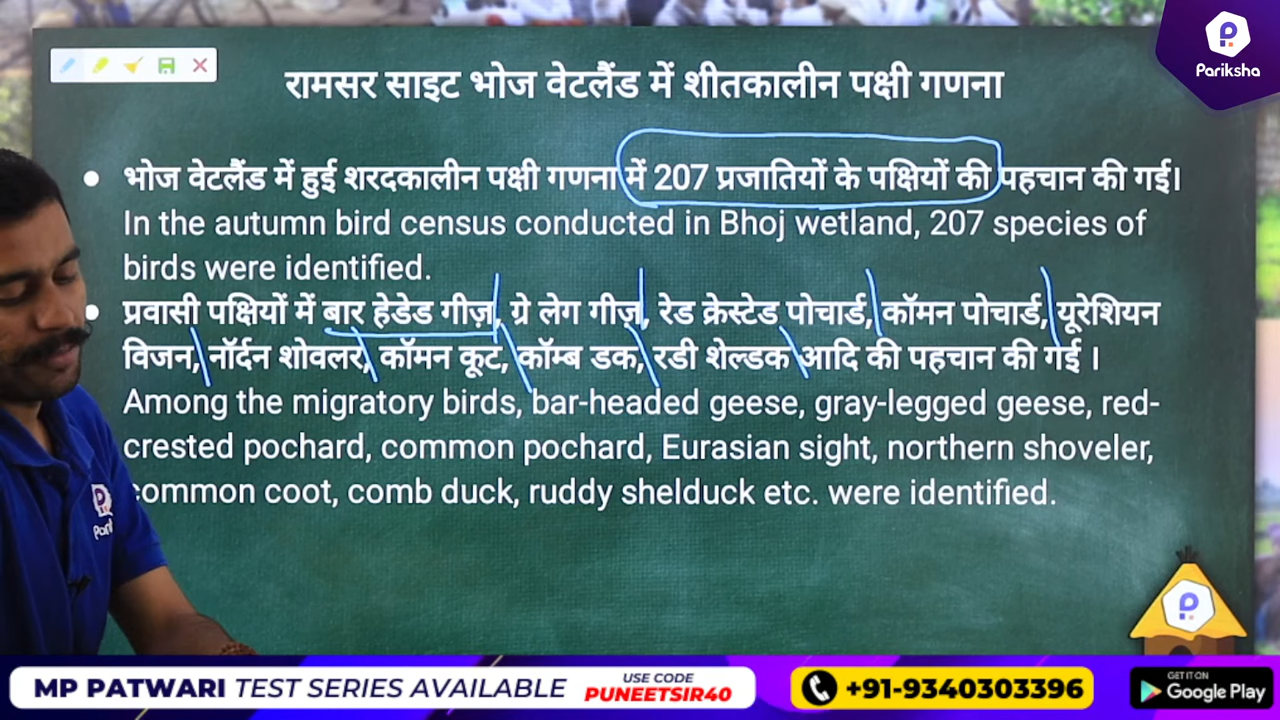 Pariksha
रामसर साइट भोज वेटलैंड में शीतकालीन पक्षी गणना
भोज वेटलैंड में हुई शरदकालीन पक्षी गणना में 207 प्रजातियों के पक्षियों की पहचान की गई।
In the autumn bird census conducted in Bhoj wetland, 207 species of
birds were identified.
प्रवासी पक्षियों में बार हेडेड गीज़, ग्रे लेग गीज़, रेड क्रेस्टेड पोचार्ड, कॉमन पोचार्ड, यूरेशियन
विजन, नॉर्दन शोवलर, कॉमन कूट, कॉम्ब डक, रडी शेल्डक आदि की पहचान की गई ।
Among the migratory birds, bar-headed geese, gray-legged geese, red-
crested pochard, common pochard, Eurasian sight, northern shoveler,
common coot, comb duck, ruddy shelduck etc. were identified.
MP PATWARI TEST SERIES AVAILABLE
USE CODE
PUNEETSIR40
+91-9340303396
GET IT ON
Google Play